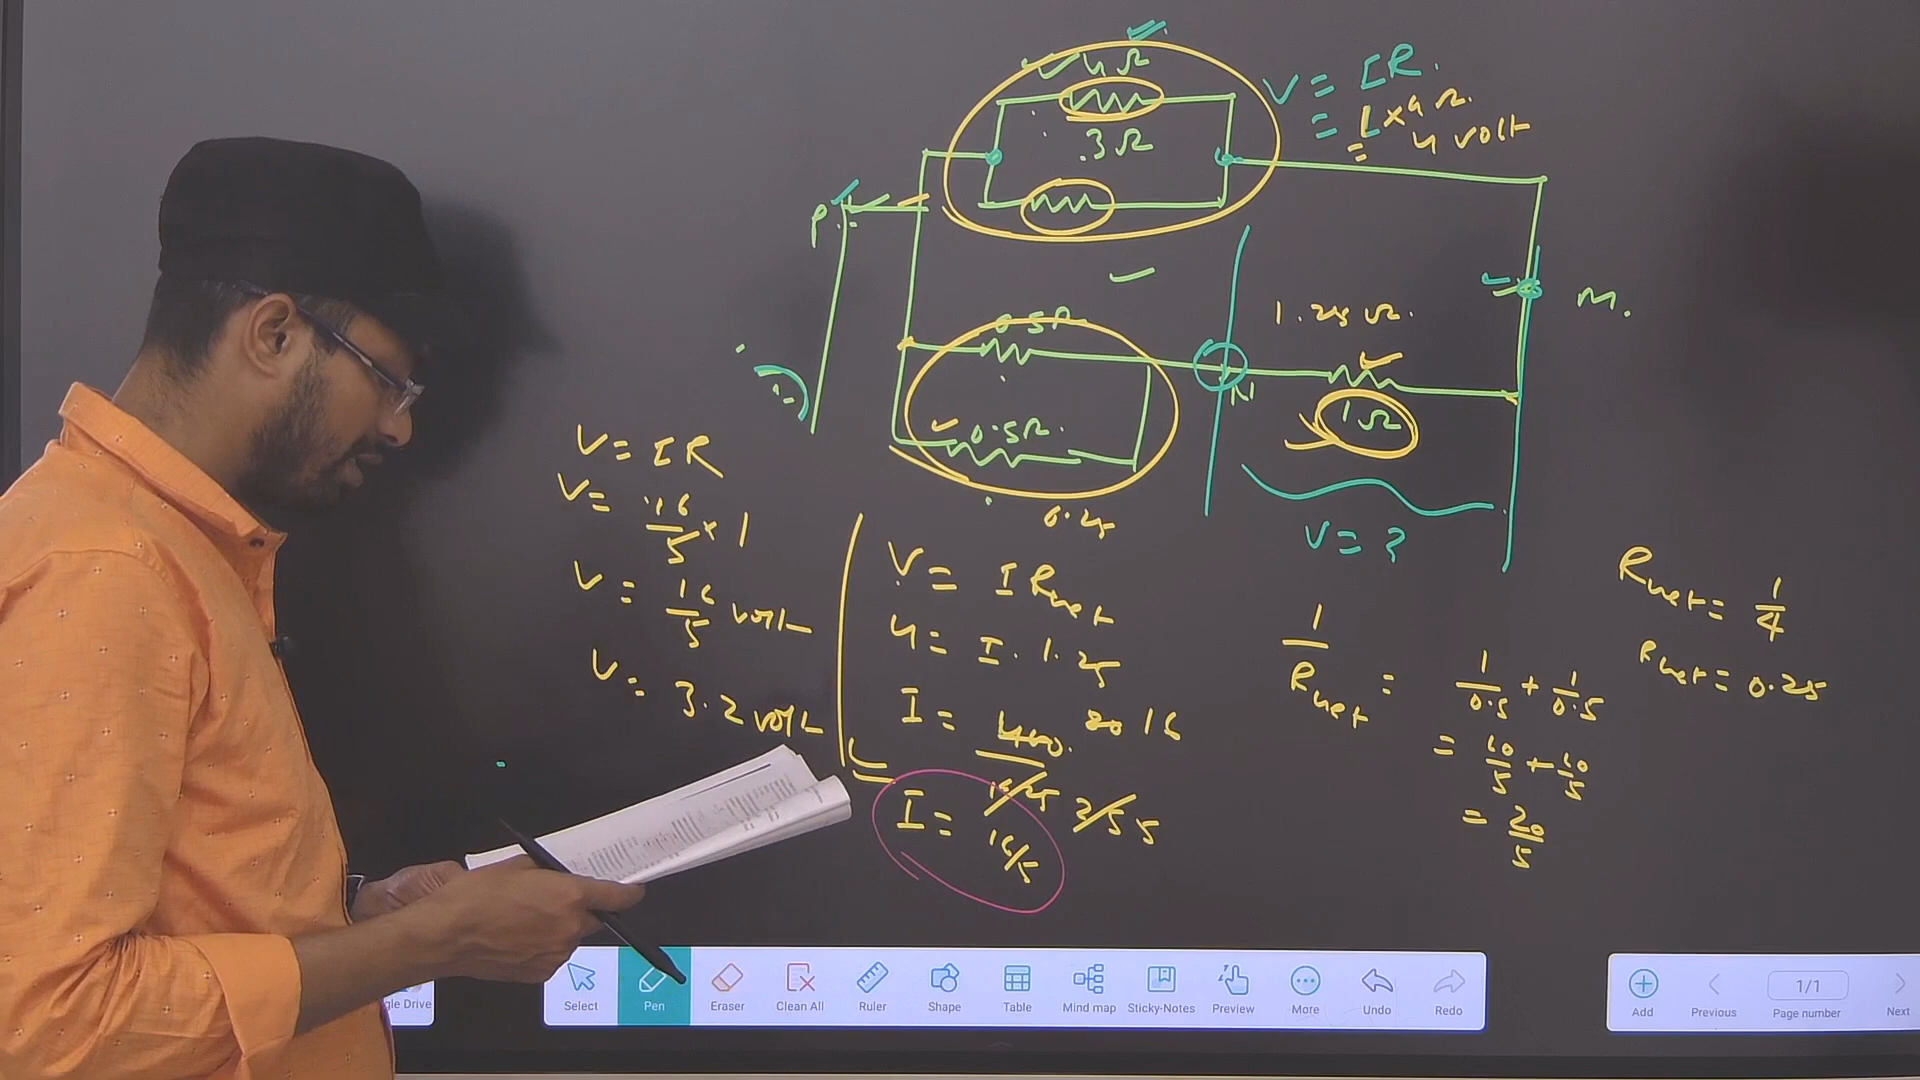 4Ω
V = IR.
= 1 × 4Ω.
= 4 volt
.3Ω
P.
0.5Ω
1.25Ω.
M.
N
1Ω
0.5Ω.
0.25
V = ?
V = IR
V = 16/5 × 1
V = 16/5 volt
V = 3.2 volt
V = I Rnet
4 = I. 1.25
I =
I = 16/5
1/Rnet = 1/0.5 + 1/0.5
= 10/5 + 10/5
= 20/5
Rnet = 1/4
Rnet = 0.25
gle Drive
Select Pen Eraser Clean All Ruler Shape Table Mind map Sticky-Notes Preview More Undo Redo
Add Previous 1/1 Page number Next